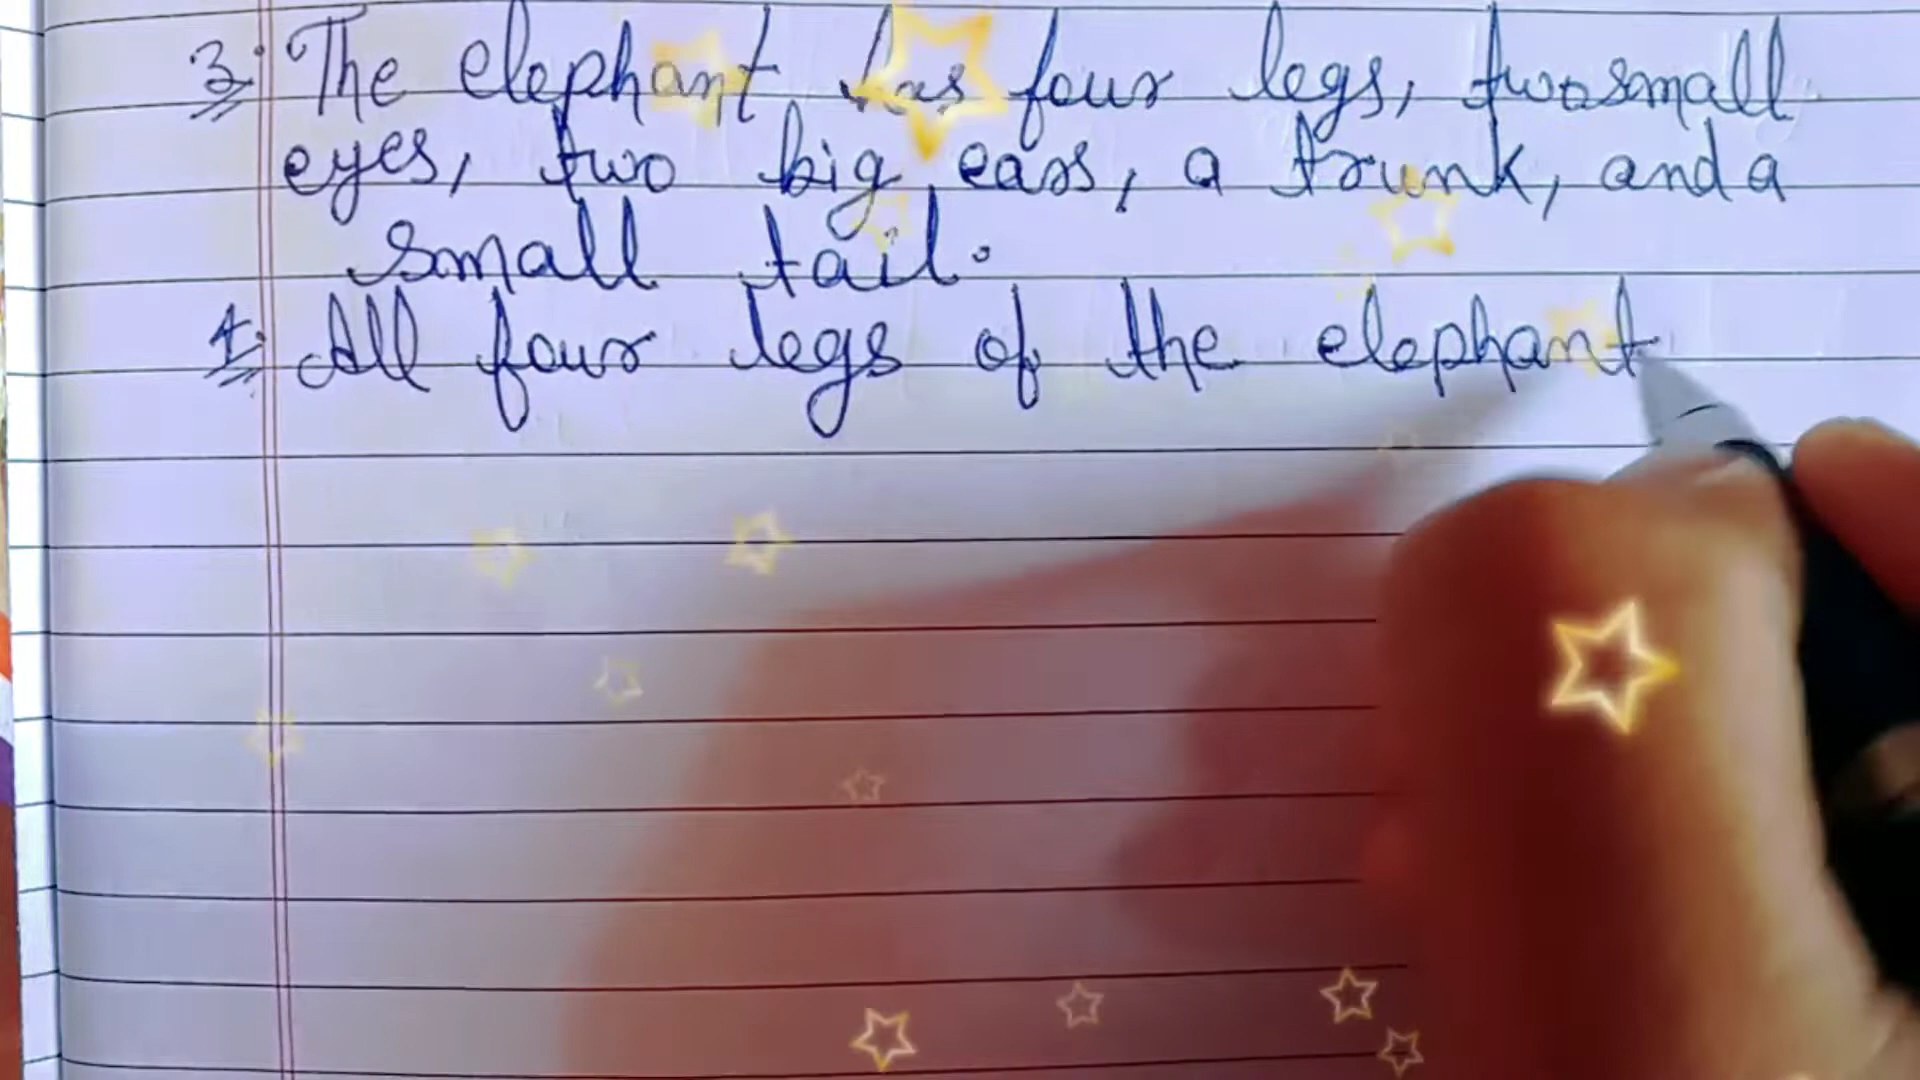 3. The elephant has four legs, two small
eyes, two big ears, a trunk, and a
small tail.
4. All four legs of the elephant